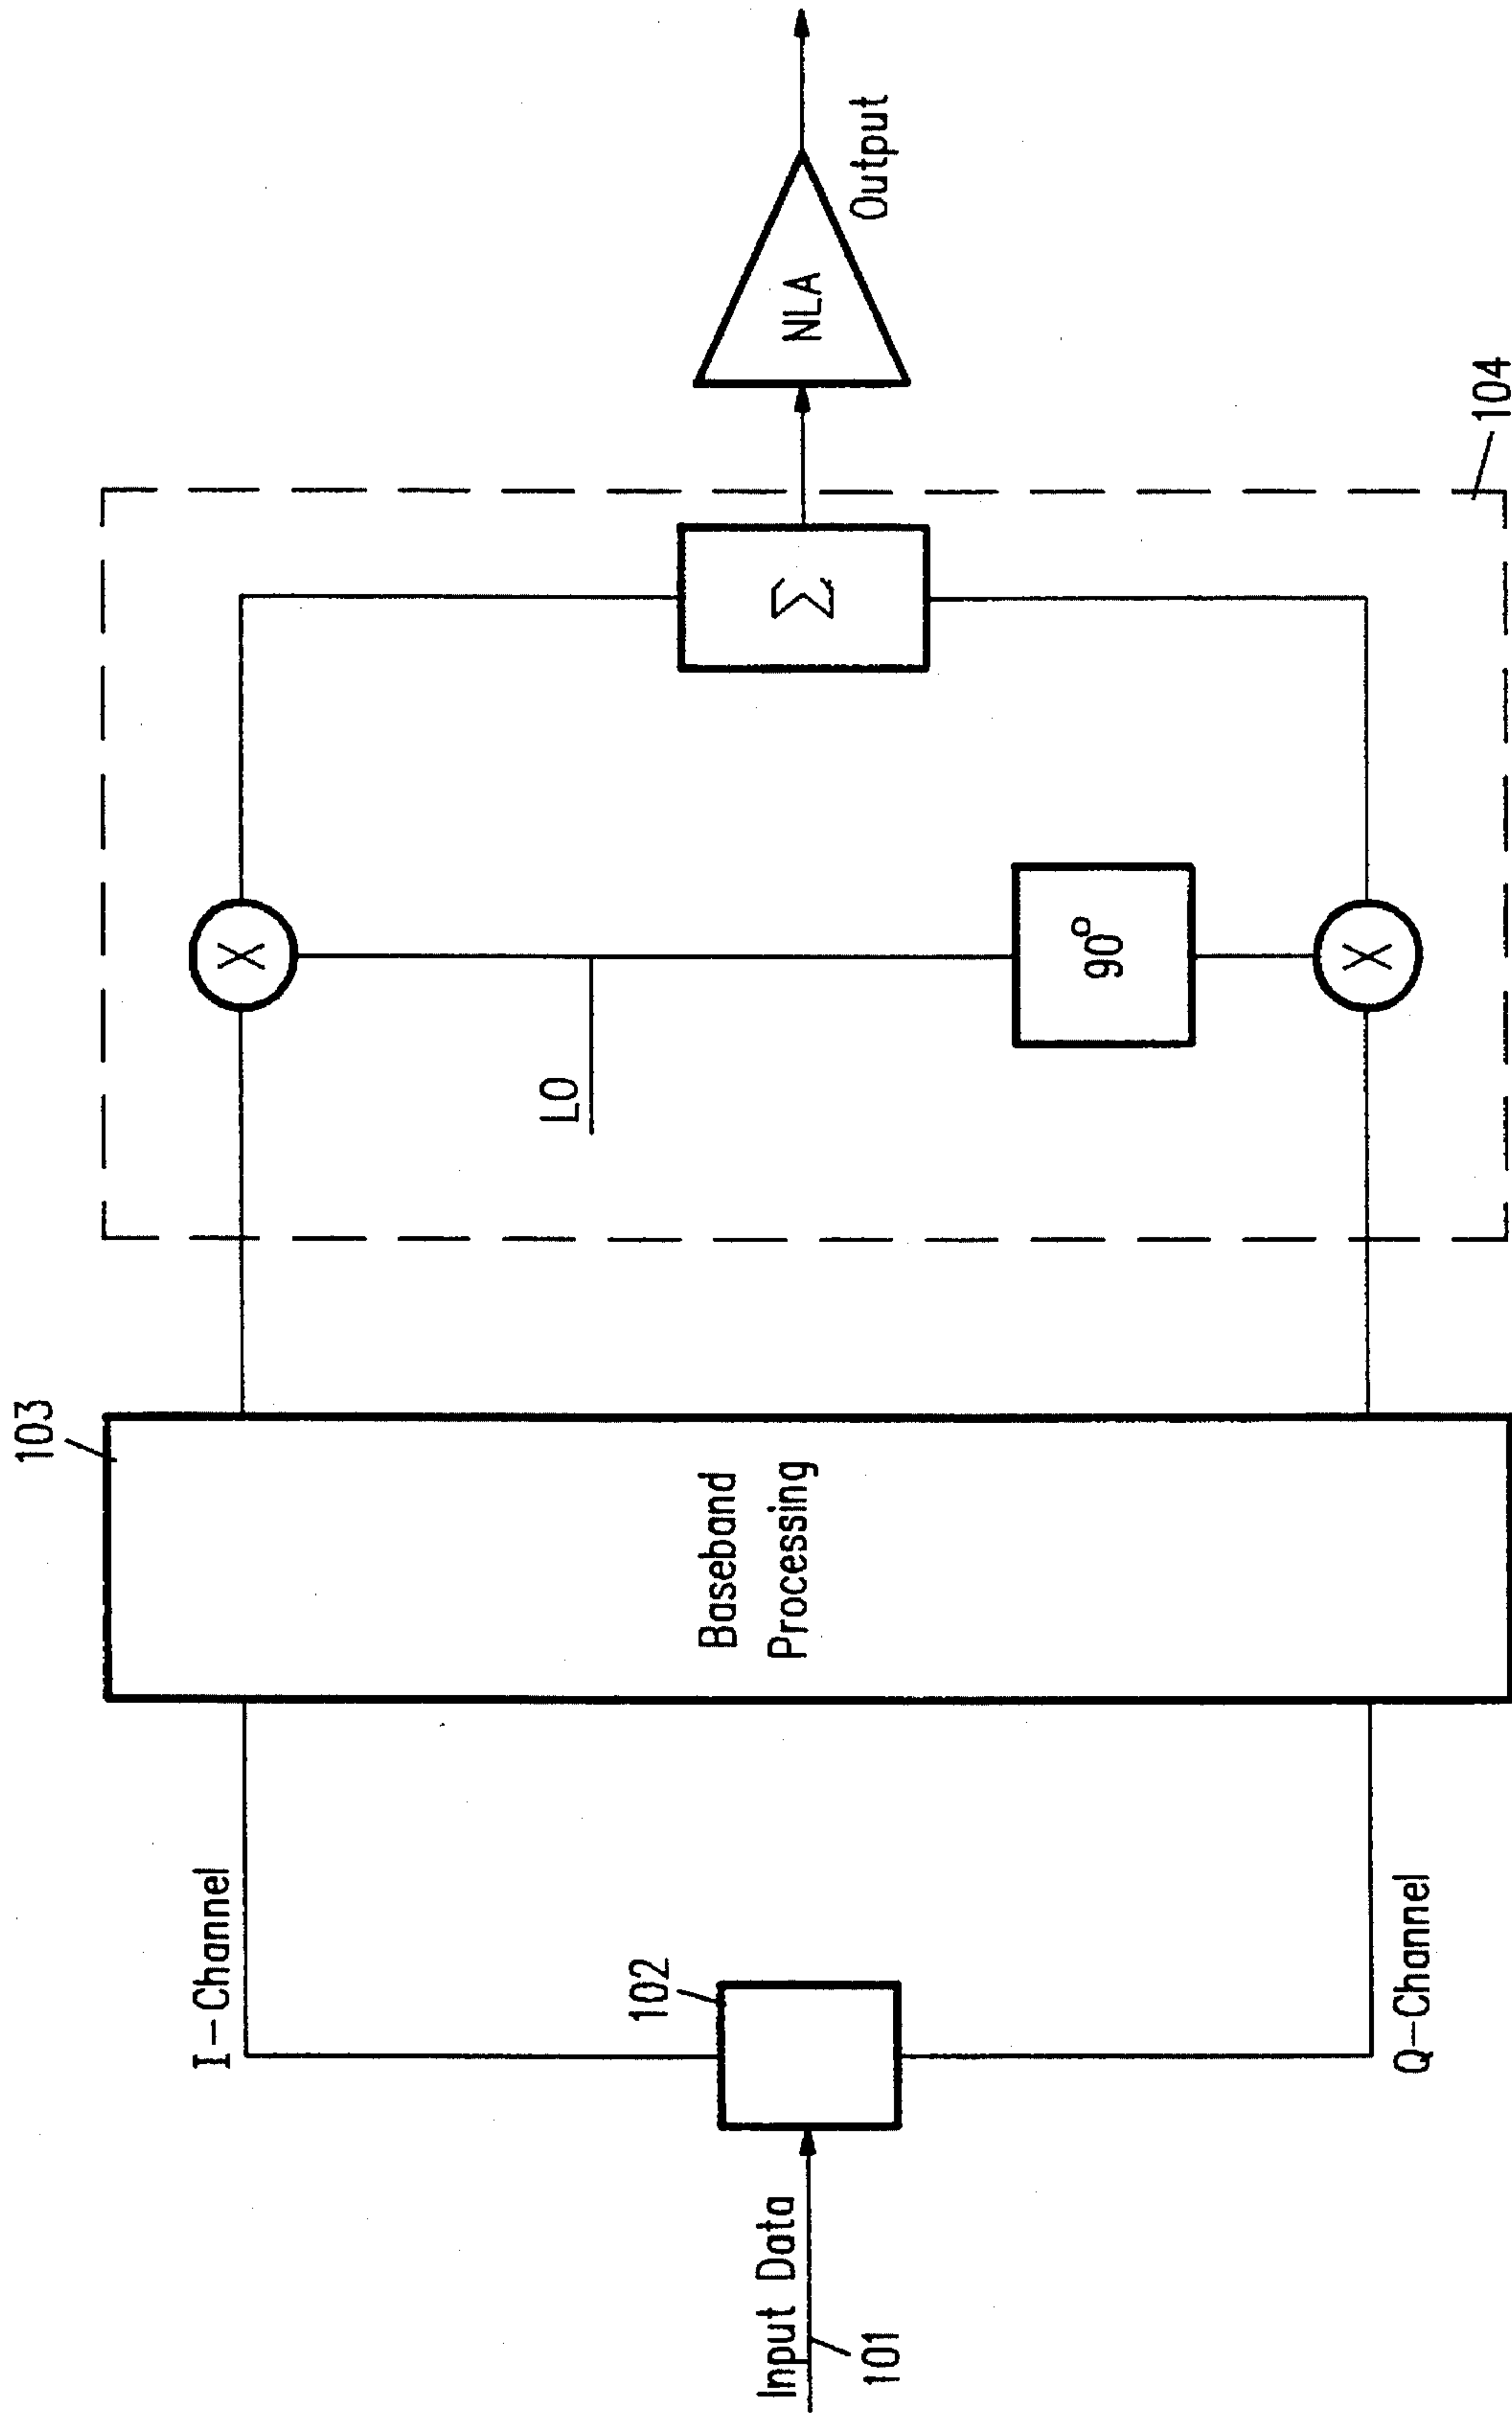 Input Data
101
102
I-Channel
Q-Channel
103
Baseband
Processing
LO
90°
X
X
Σ
104
NLA
Output